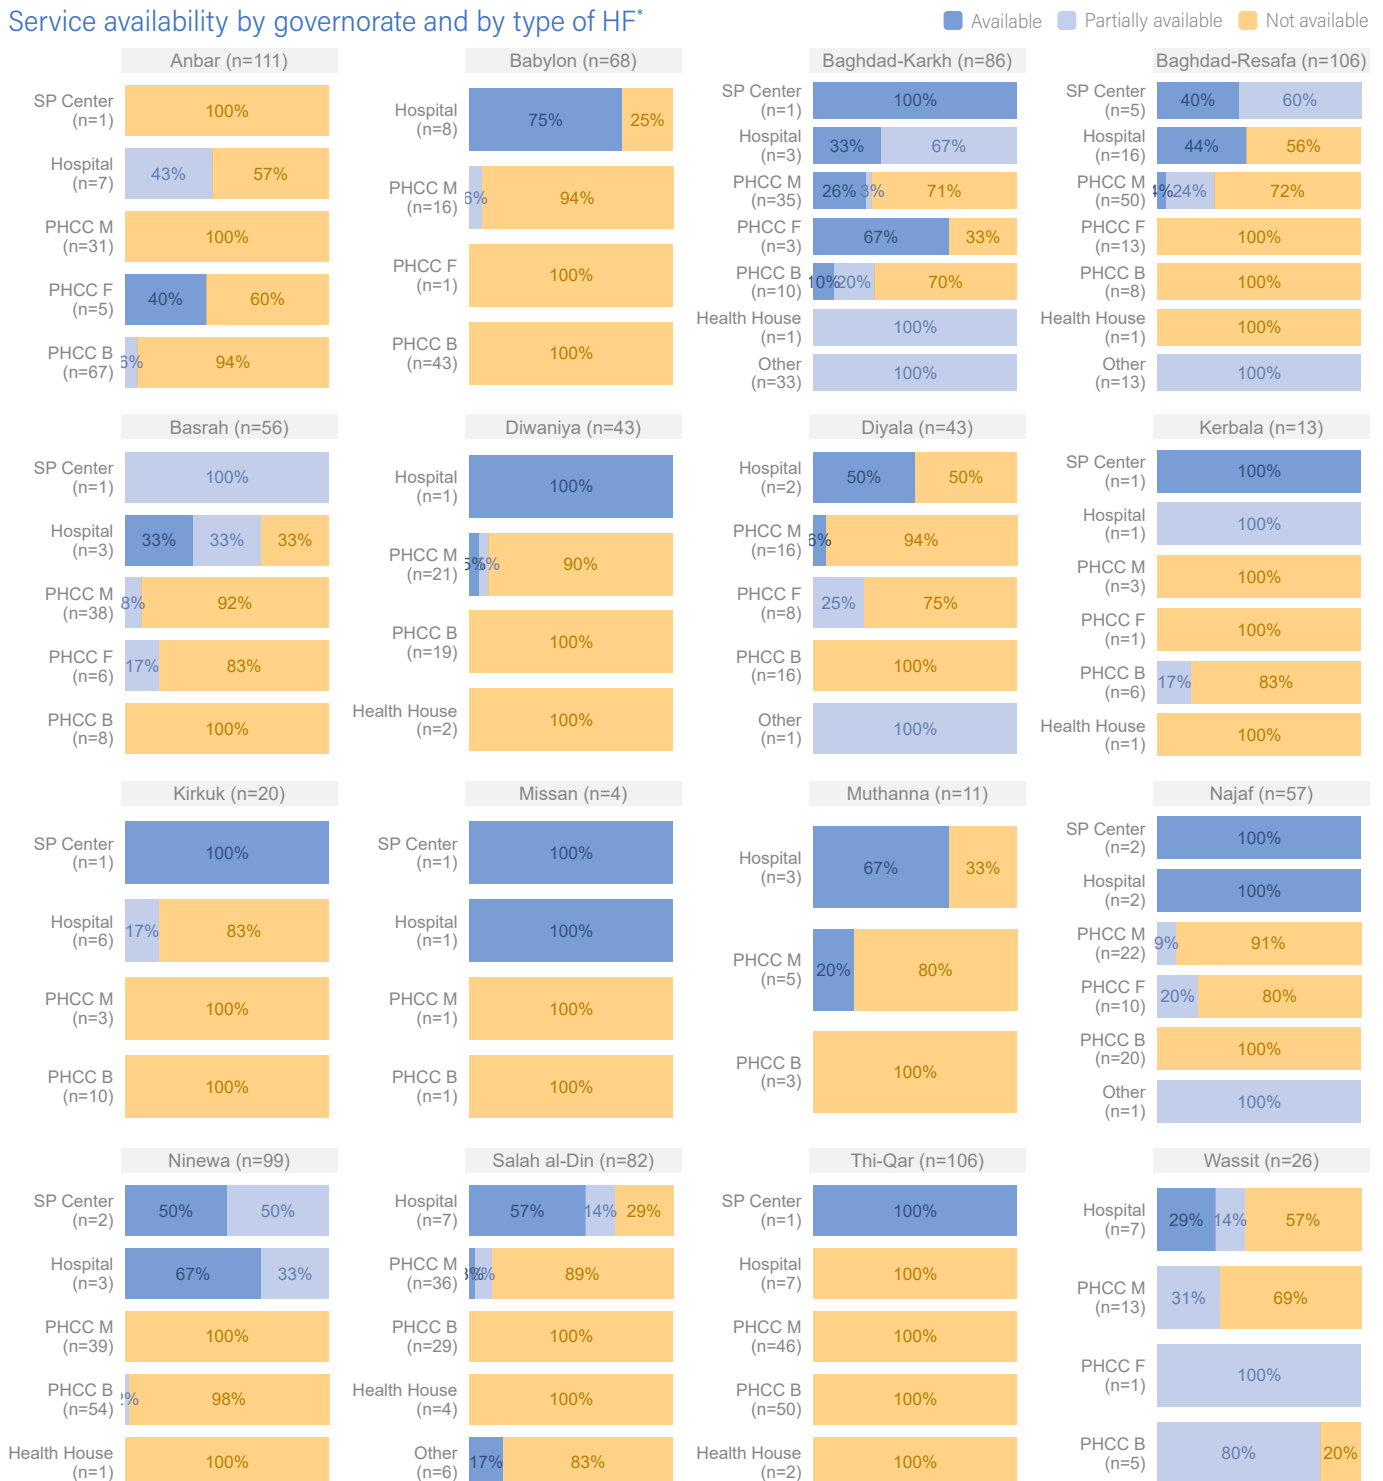 Service availability by governorate and by type of HF*
Available Partially available Not available
Anbar (n=111)
SP Center
(n=1)
100%
Hospital
(n=7)
43% 57%
PHCC M
(n=31)
100%
PHCC F
(n=5)
40% 60%
PHCC B
(n=67)
6% 94%
Babylon (n=68)
Hospital
(n=8)
75% 25%
PHCC M
(n=16)
6% 94%
PHCC F
(n=1)
100%
PHCC B
(n=43)
100%
Baghdad-Karkh (n=86)
SP Center
(n=1)
100%
Hospital
(n=3)
33% 67%
PHCC M
(n=35)
26% 3% 71%
PHCC F
(n=3)
67% 33%
PHCC B
(n=10)
10% 20% 70%
Health House
(n=1)
100%
Other
(n=33)
100%
Baghdad-Resafa (n=106)
SP Center
(n=5)
40% 60%
Hospital
(n=16)
44% 56%
PHCC M
(n=50)
4% 24% 72%
PHCC F
(n=13)
100%
PHCC B
(n=8)
100%
Health House
(n=1)
100%
Other
(n=13)
100%
Basrah (n=56)
SP Center
(n=1)
100%
Hospital
(n=3)
33% 33% 33%
PHCC M
(n=38)
8% 92%
PHCC F
(n=6)
17% 83%
PHCC B
(n=8)
100%
Diwaniya (n=43)
Hospital
(n=1)
100%
PHCC M
(n=21)
5% 5% 90%
PHCC B
(n=19)
100%
Health House
(n=2)
100%
Diyala (n=43)
Hospital
(n=2)
50% 50%
PHCC M
(n=16)
6% 94%
PHCC F
(n=8)
25% 75%
PHCC B
(n=16)
100%
Other
(n=1)
100%
Kerbala (n=13)
SP Center
(n=1)
100%
Hospital
(n=1)
100%
PHCC M
(n=3)
100%
PHCC F
(n=1)
100%
PHCC B
(n=6)
17% 83%
Health House
(n=1)
100%
Kirkuk (n=20)
SP Center
(n=1)
100%
Hospital
(n=6)
17% 83%
PHCC M
(n=3)
100%
PHCC B
(n=10)
100%
Missan (n=4)
SP Center
(n=1)
100%
Hospital
(n=1)
100%
PHCC M
(n=1)
100%
PHCC B
(n=1)
100%
Muthanna (n=11)
Hospital
(n=3)
67% 33%
PHCC M
(n=5)
20% 80%
PHCC B
(n=3)
100%
Najaf (n=57)
SP Center
(n=2)
100%
Hospital
(n=2)
100%
PHCC M
(n=22)
9% 91%
PHCC F
(n=10)
20% 80%
PHCC B
(n=20)
100%
Other
(n=1)
100%
Ninewa (n=99)
SP Center
(n=2)
50% 50%
Hospital
(n=3)
67% 33%
PHCC M
(n=39)
100%
PHCC B
(n=54)
2% 98%
Health House
(n=1)
100%
Salah al-Din (n=82)
Hospital
(n=7)
57% 14% 29%
PHCC M
(n=36)
3% 89%
PHCC B
(n=29)
100%
Health House
(n=4)
100%
Other
(n=6)
17% 83%
Thi-Qar (n=106)
SP Center
(n=1)
100%
Hospital
(n=7)
100%
PHCC M
(n=46)
100%
PHCC B
(n=50)
100%
Health House
(n=2)
100%
Wassit (n=26)
Hospital
(n=7)
29% 14% 57%
PHCC M
(n=13)
31% 69%
PHCC F
(n=1)
100%
PHCC B
(n=5)
80% 20%